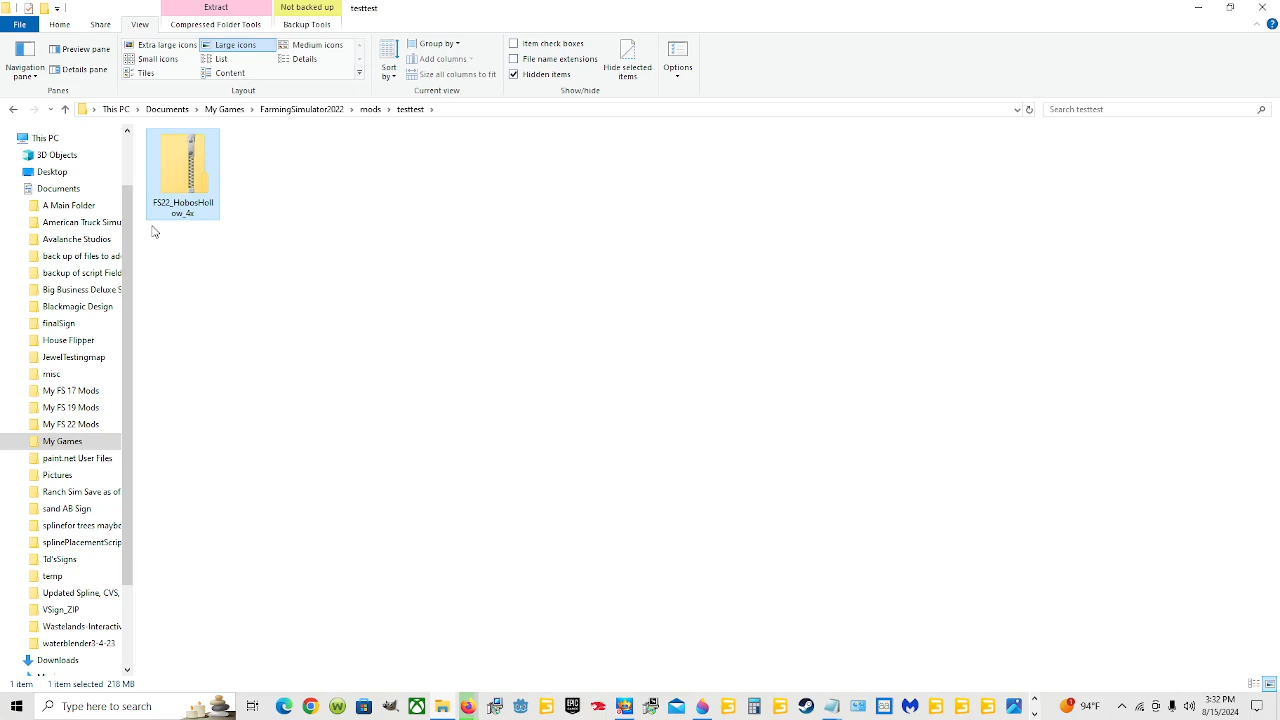 Extract
Not backed up
testtest
File
Home
Share
View
Compressed Folder Tools
Backup Tools
Navigation pane
Preview pane
Details pane
Panes
Extra large icons
Large icons
Medium icons
Small icons
List
Details
Tiles
Content
Layout
Sort by
Group by
Add columns
Size all columns to fit
Current view
Item check boxes
File name extensions
Hidden items
Hide selected items
Show/hide
Options
This PC > Documents > My Games > FarmingSimulator2022 > mods > testtest >
Search testtest
This PC
3D Objects
Desktop
Documents
A Main Folder
American Truck Simu
Avalanche Studios
back up of files to ad
backup of script Field
Big Business Deluxe S
Blackmagic Design
finalSign
House Flipper
JewelTestingmap
misc
My FS 17 Mods
My FS 19 Mods
My FS 22 Mods
My Games
paint.net User Files
Pictures
Ranch Sim Save as of
sand AB Sign
splinefor trees maybe
splinePlacementScrip
Td'sSigns
temp
Updated Spline, CVS,
VSign_ZIP
Wastelands-Interactiv
waterblender3-4-23
Downloads
FS22_HobosHoll
ow_4x
1 item
1 item selected 218 MB
Type here to search
94°F
3:32 PM
8/15/2024